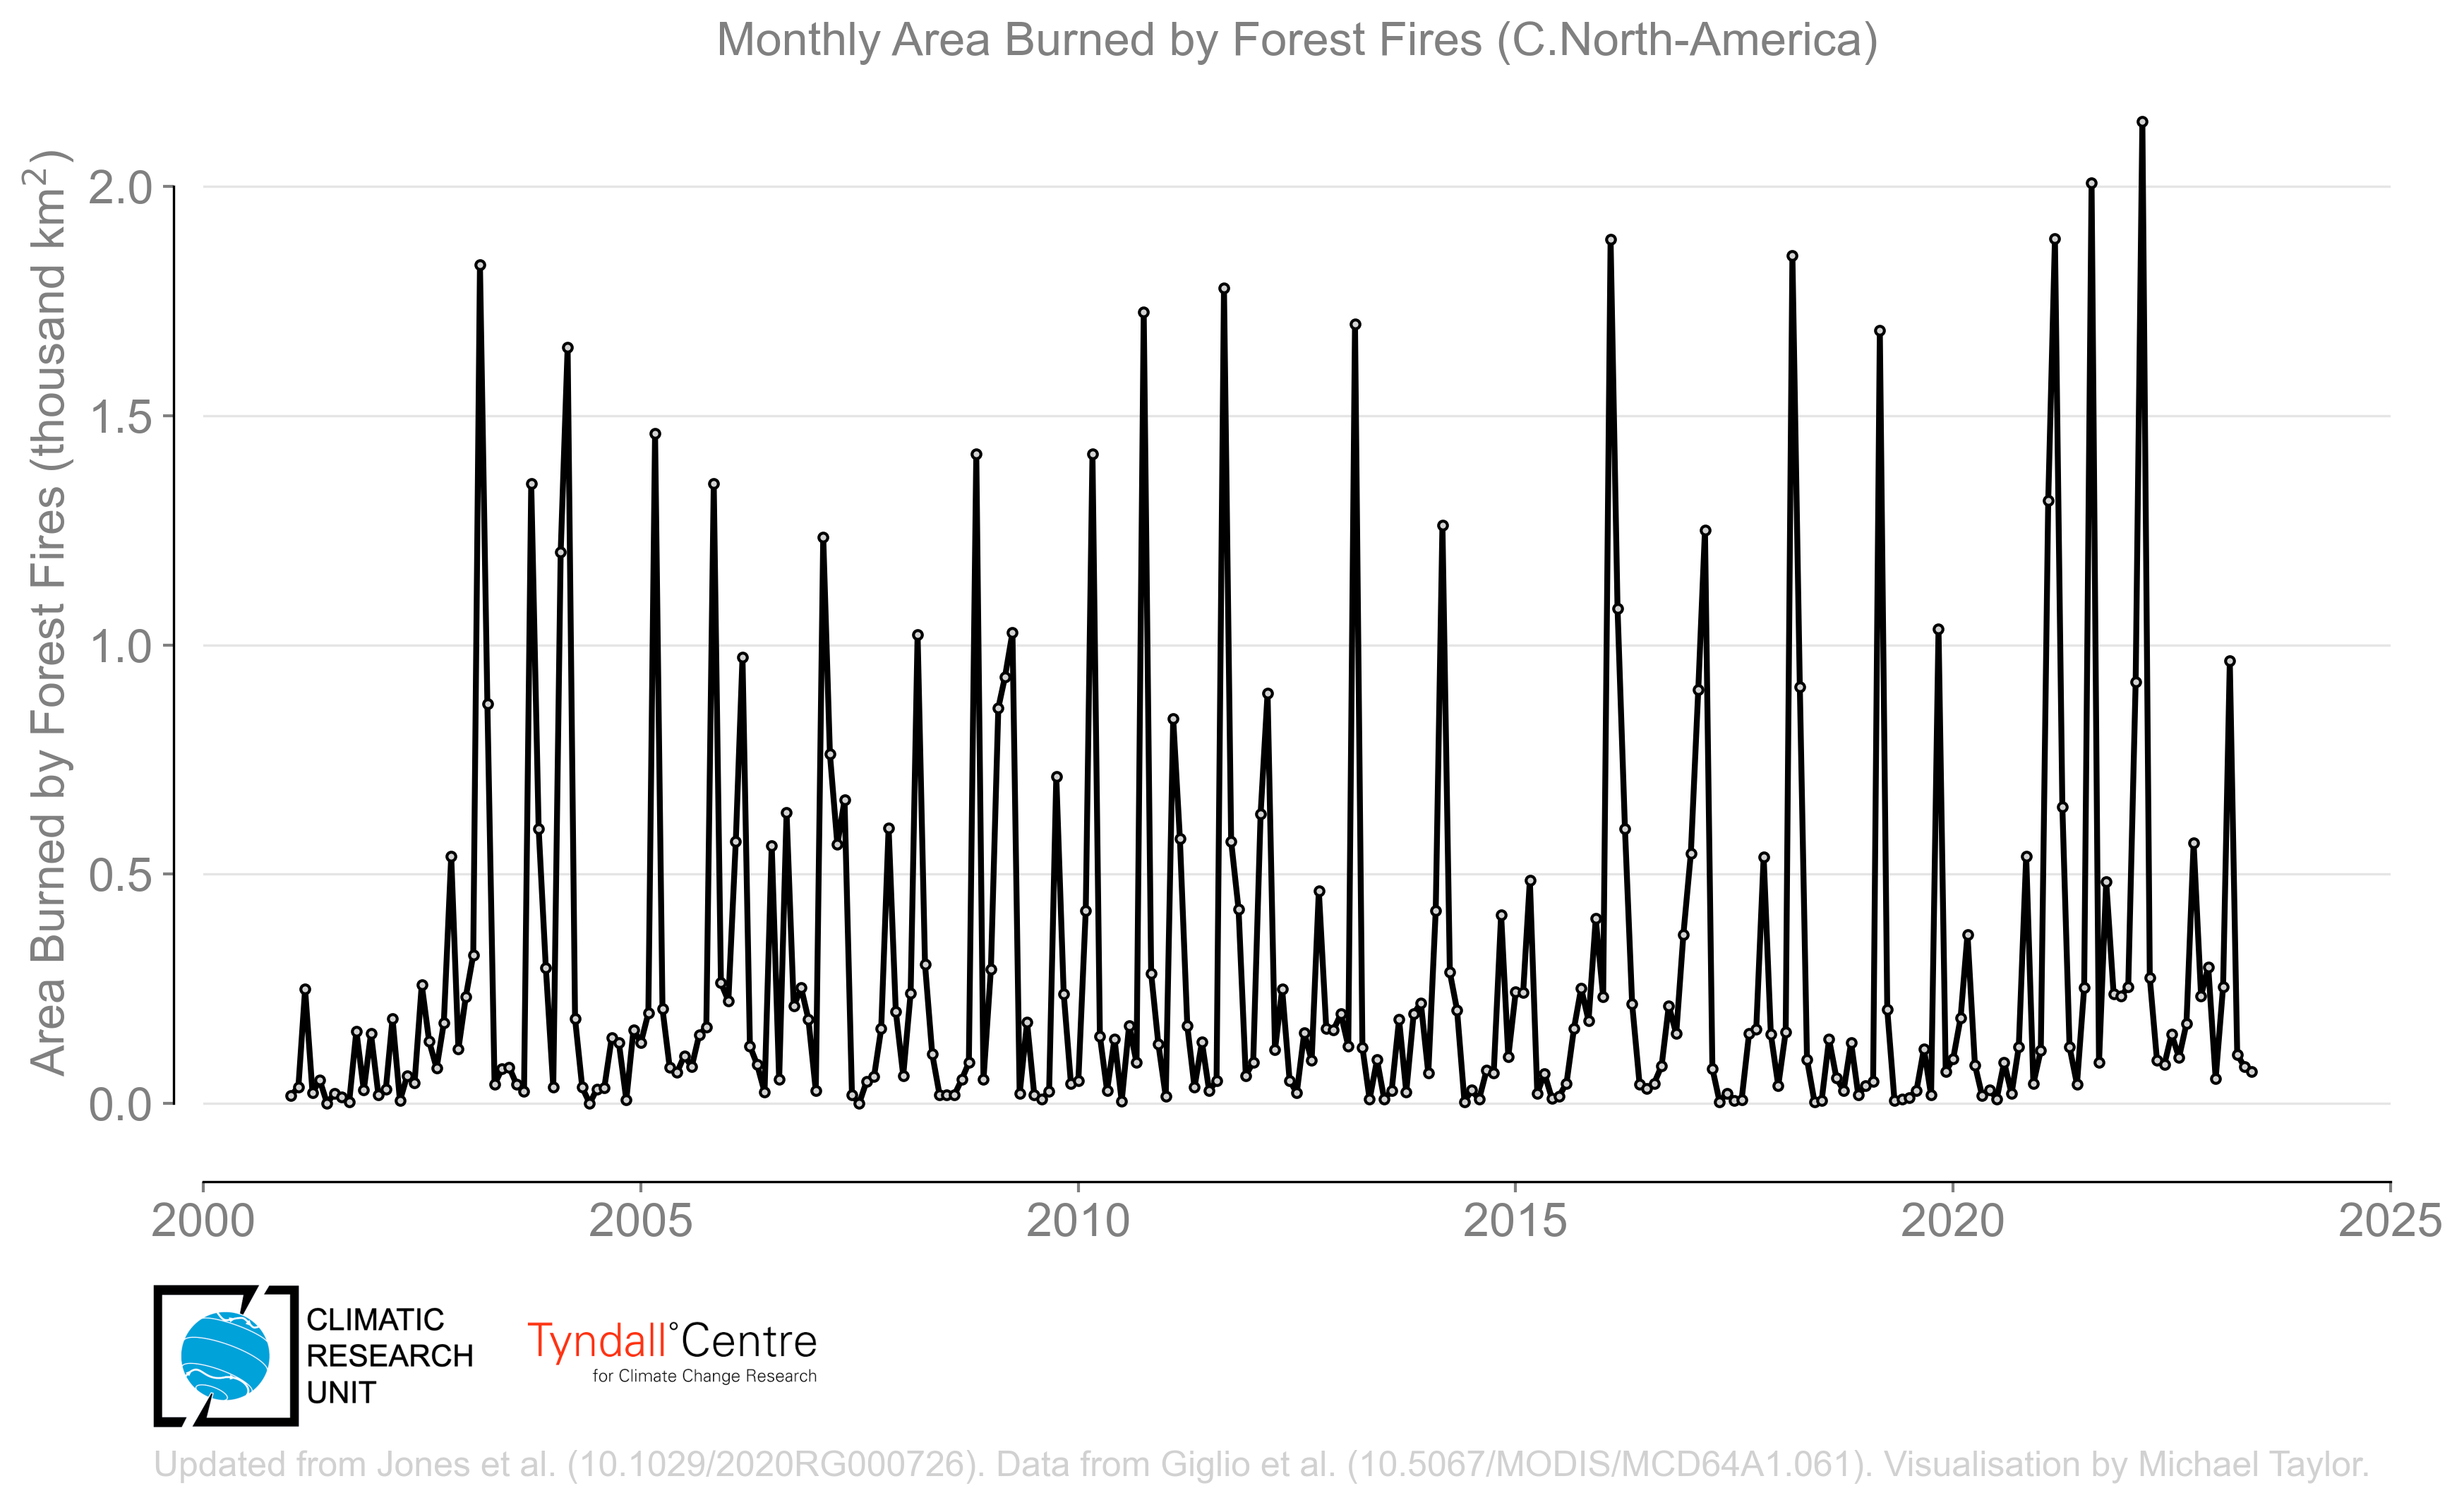 Monthly Area Burned by Forest Fires (C.North-America)
Area Burned by Forest Fires (thousand km²)
2.0
1.5
1.0
0.5
0.0
2000 2005 2010 2015 2020 2025
CLIMATIC
RESEARCH
UNIT
Tyndall°Centre
for Climate Change Research
Updated from Jones et al. (10.1029/2020RG000726). Data from Giglio et al. (10.5067/MODIS/MCD64A1.061). Visualisation by Michael Taylor.